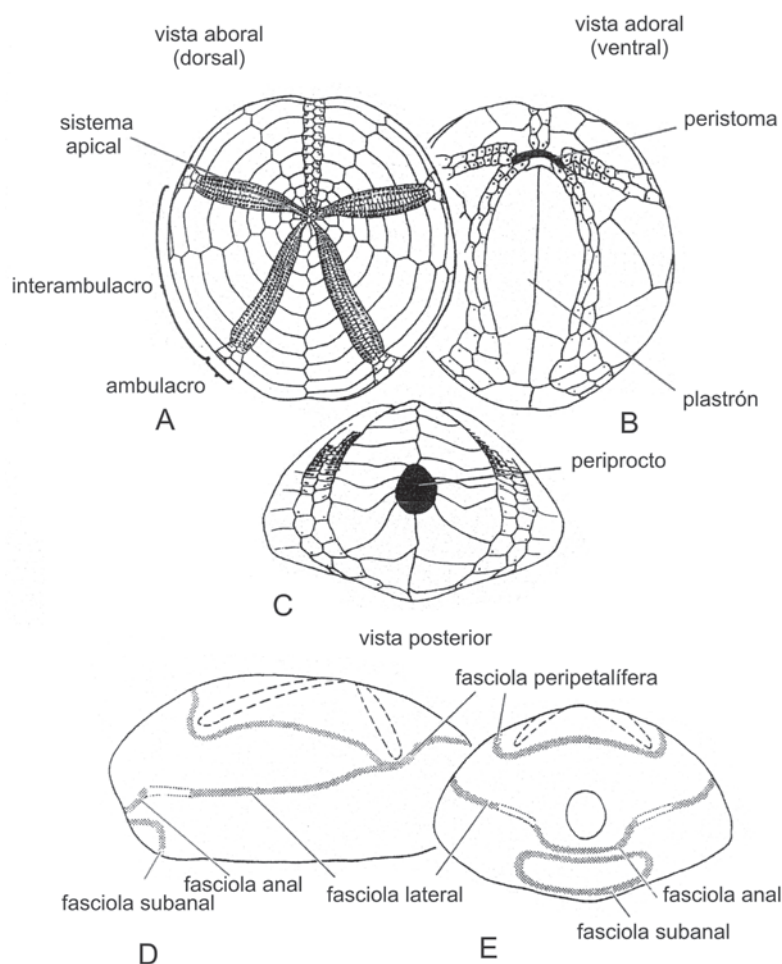 vista aboral
(dorsal)
vista adoral
(ventral)
sistema
apical
peristoma
interambulacro
ambulacro
plastrón
A
B
periprocto
C
vista posterior
fasciola peripetalífera
fasciola anal
fasciola lateral
fasciola anal
fasciola subanal
fasciola subanal
D
E